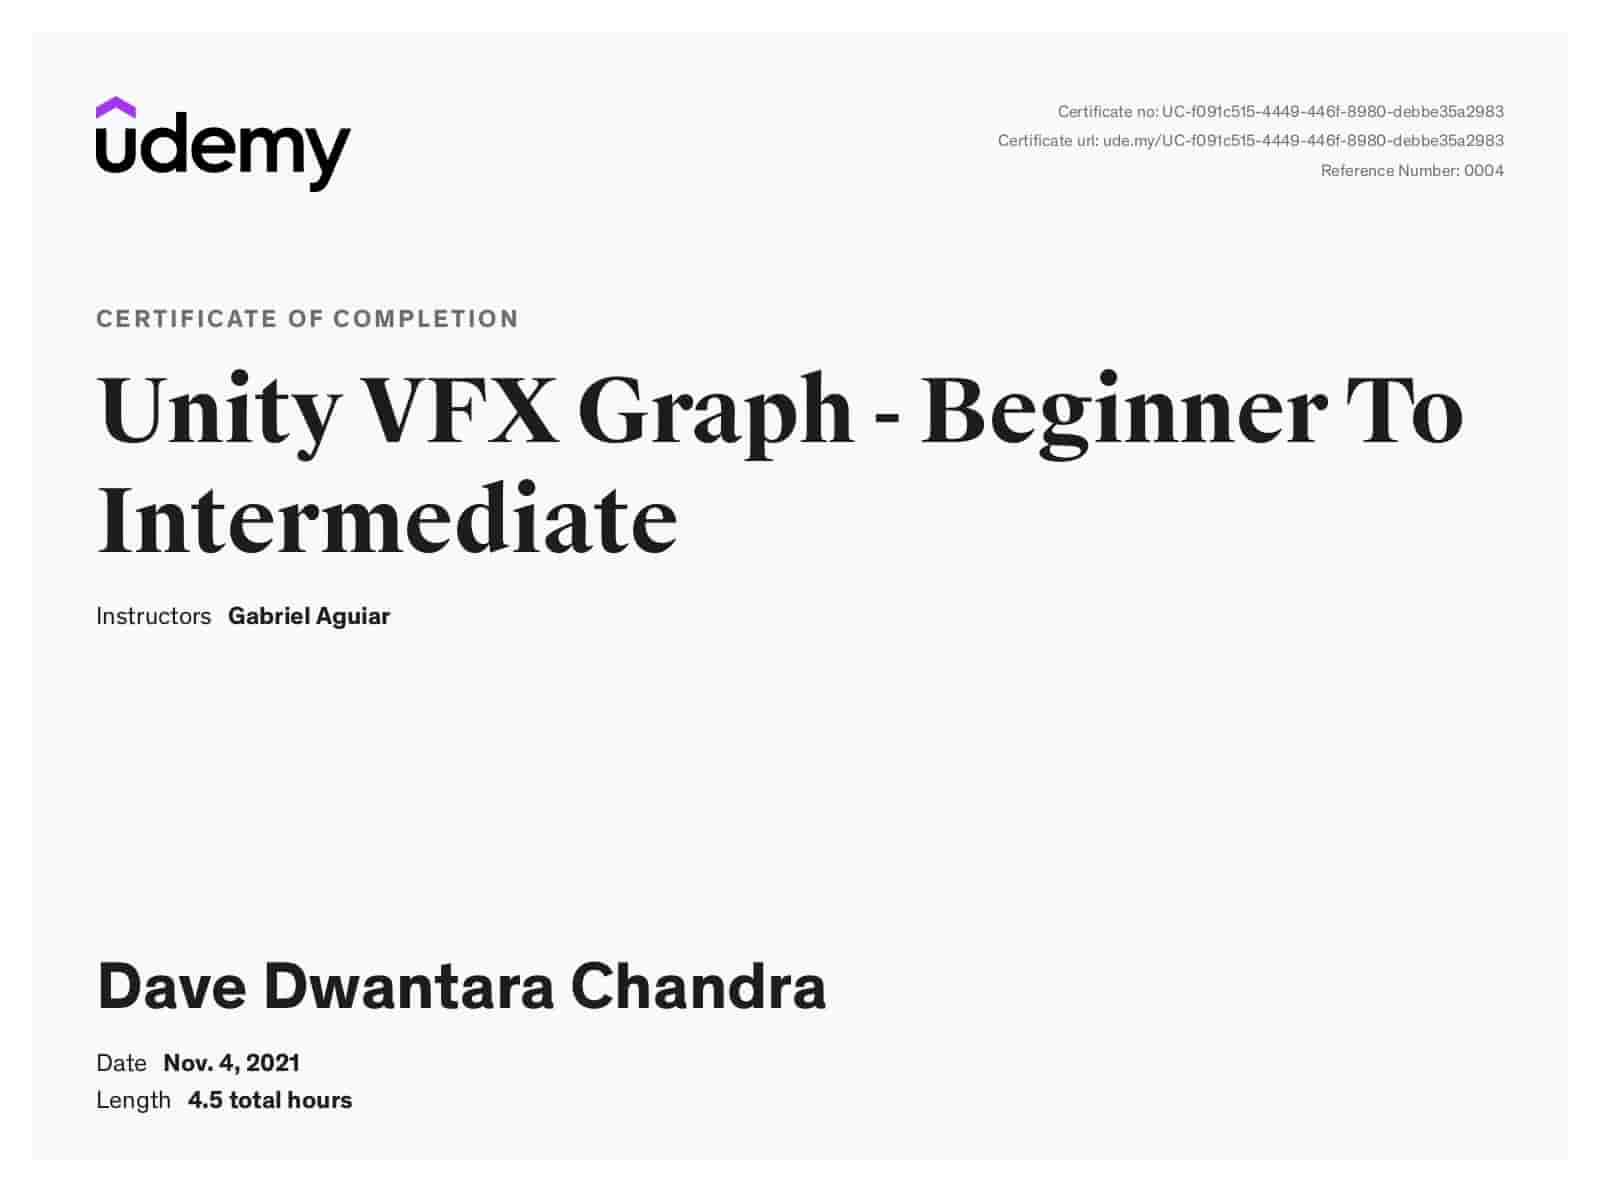 udemy
Certificate no: UC-f091c515-4449-446f-8980-debbe35a2983
Certificate url: ude.my/UC-f091c515-4449-446f-8980-debbe35a2983
Reference Number: 0004
CERTIFICATE OF COMPLETION
Unity VFX Graph - Beginner To
Intermediate
Instructors Gabriel Aguiar
Dave Dwantara Chandra
Date Nov. 4, 2021
Length 4.5 total hours